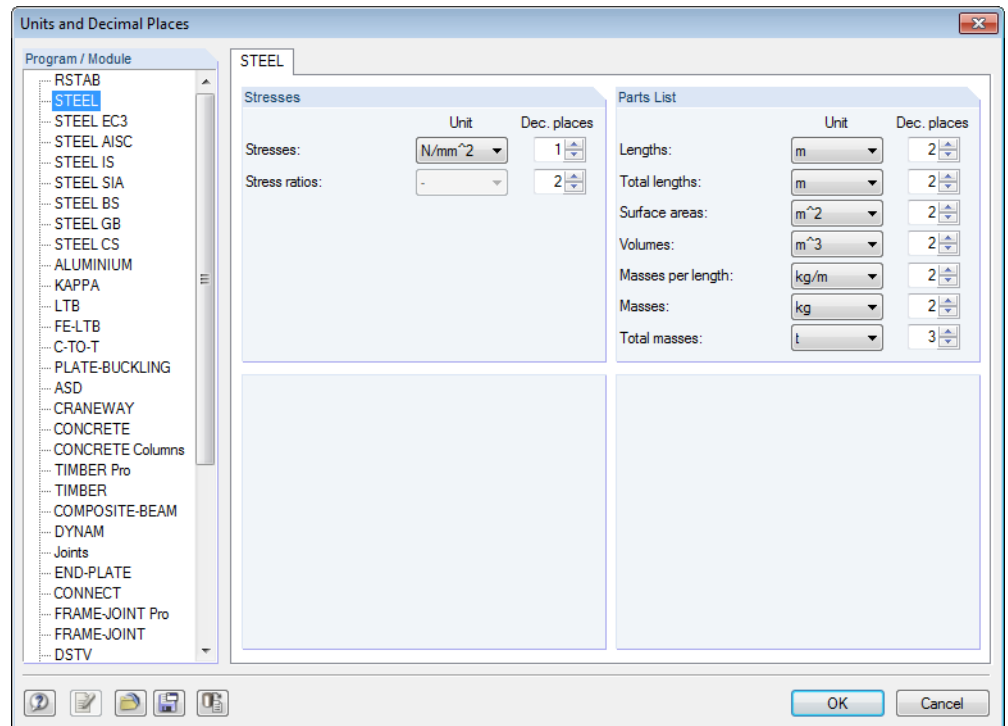 Units and Decimal Places
Program / Module
RSTAB
STEEL
STEEL EC3
STEEL AISC
STEEL IS
STEEL SIA
STEEL BS
STEEL GB
STEEL CS
ALUMINIUM
KAPPA
LTB
FE-LTB
C-TO-T
PLATE-BUCKLING
ASD
CRANEWAY
CONCRETE
CONCRETE Columns
TIMBER Pro
TIMBER
COMPOSITE-BEAM
DYNAM
Joints
END-PLATE
CONNECT
FRAME-JOINT Pro
FRAME-JOINT
DSTV
STEEL
Stresses
Unit Dec. places
Stresses: N/mm^2 1
Stress ratios: - 2
Parts List
Unit Dec. places
Lengths: m 2
Total lengths: m 2
Surface areas: m^2 2
Volumes: m^3 2
Masses per length: kg/m 2
Masses: kg 2
Total masses: t 3
OK Cancel